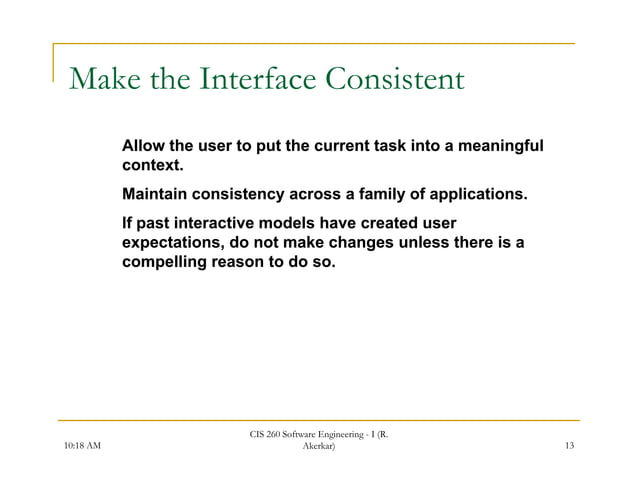 Make the Interface Consistent
Allow the user to put the current task into a meaningful
context.
Maintain consistency across a family of applications.
If past interactive models have created user
expectations, do not make changes unless there is a
compelling reason to do so.
10:18 AM
CIS 260 Software Engineering - I (R.
Akerkar)
13